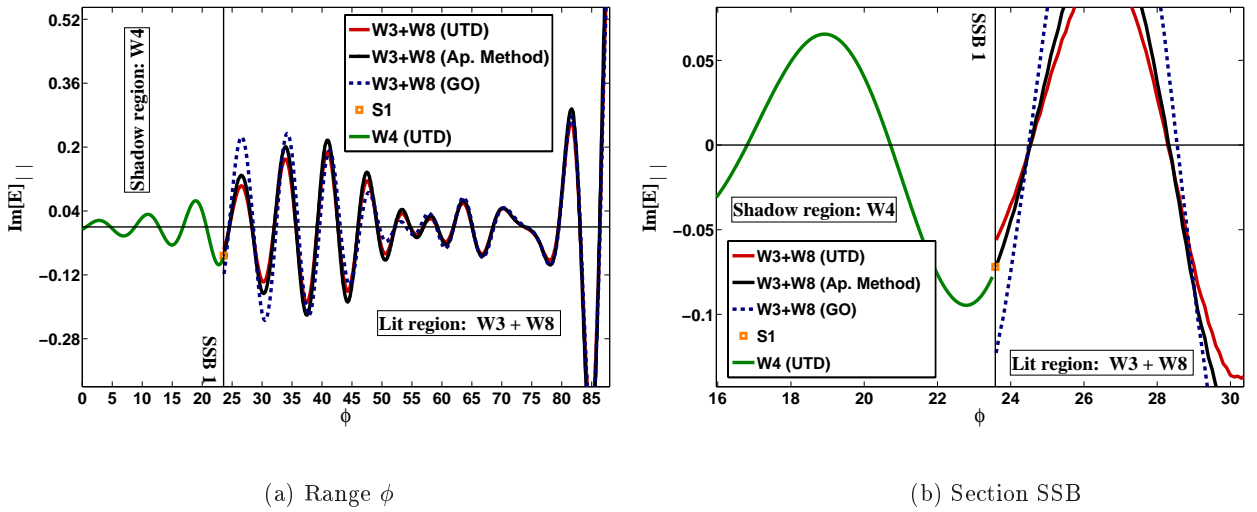 0.52
0.36
0.2
0.04
−0.12
−0.28
Im[E]||
Shadow region: W4
W3+W8 (UTD)
W3+W8 (Ap. Method)
W3+W8 (GO)
S1
W4 (UTD)
Lit region: W3 + W8
SSB 1
0 5 10 15 20 25 30 35 40 45 50 55 60 65 70 75 80 85
ϕ
(a) Range ϕ
0.05
0
−0.05
−0.1
Im[E]||
SSB 1
Shadow region: W4
W3+W8 (UTD)
W3+W8 (Ap. Method)
W3+W8 (GO)
S1
W4 (UTD)
Lit region: W3 + W8
16 18 20 22 24 26 28 30
ϕ
(b) Section SSB